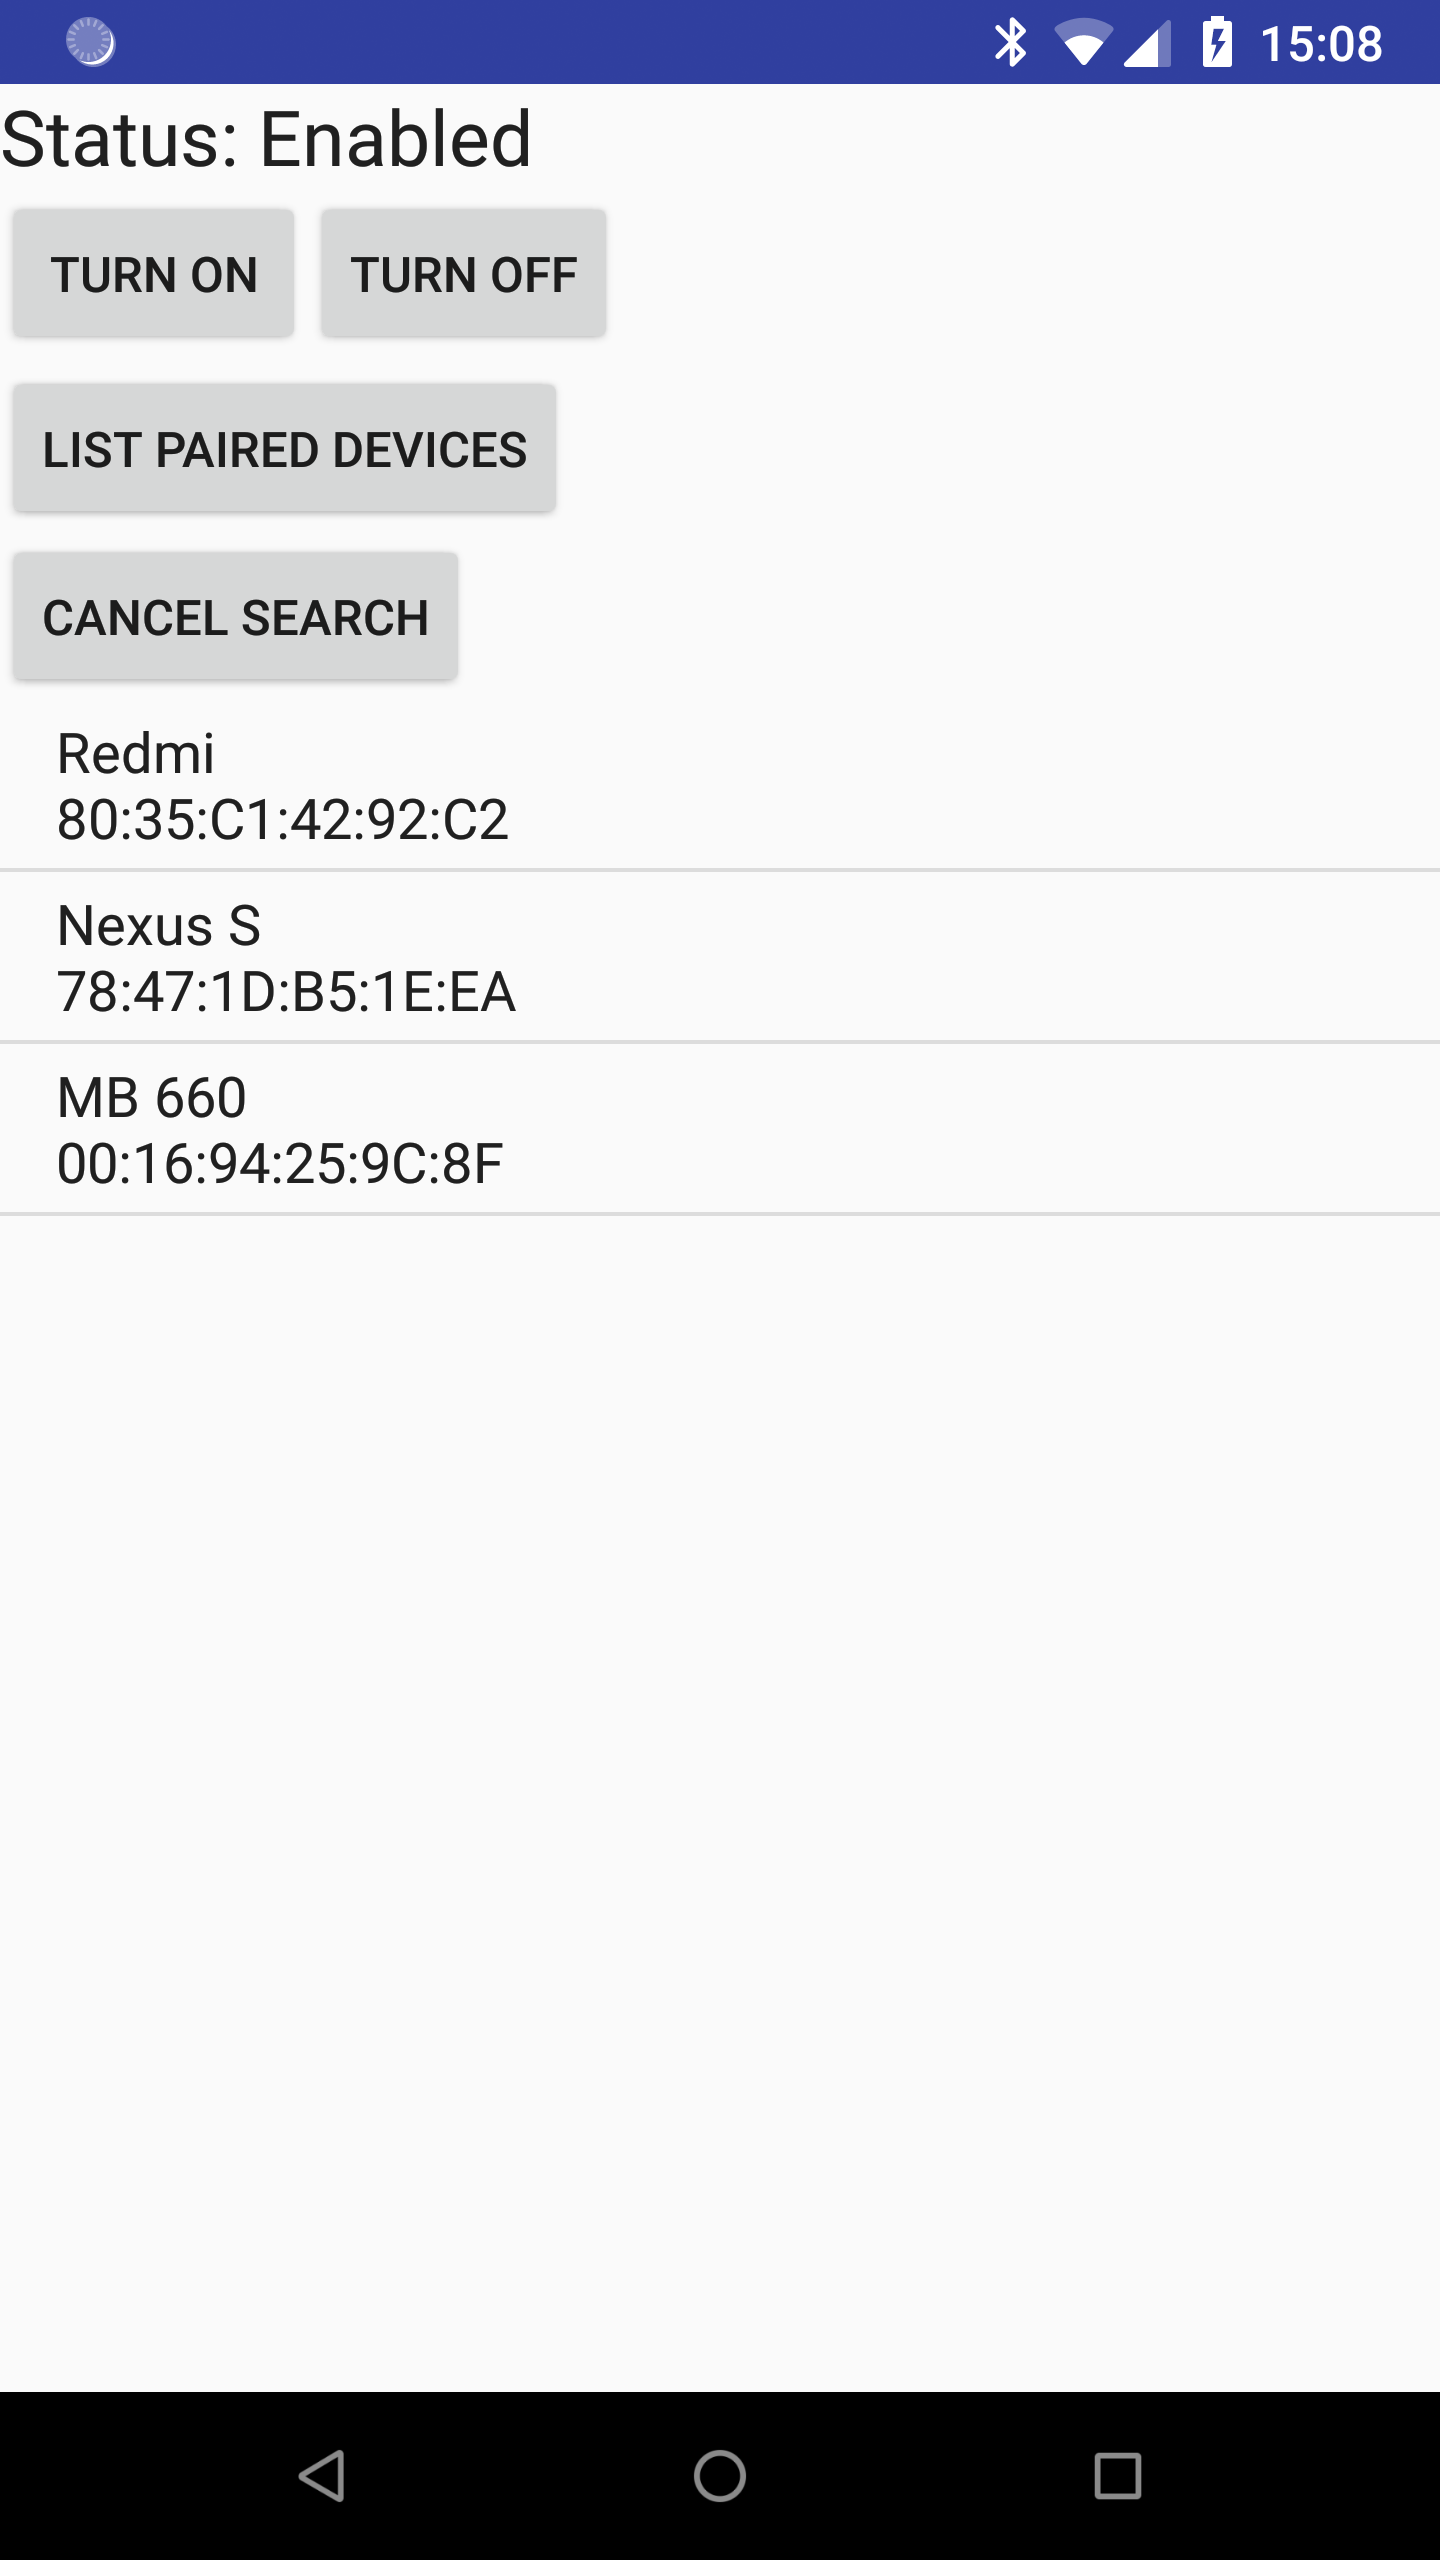 15:08
Status: Enabled
TURN ON TURN OFF
LIST PAIRED DEVICES
CANCEL SEARCH
Redmi
80:35:C1:42:92:C2
Nexus S
78:47:1D:B5:1E:EA
MB 660
00:16:94:25:9C:8F